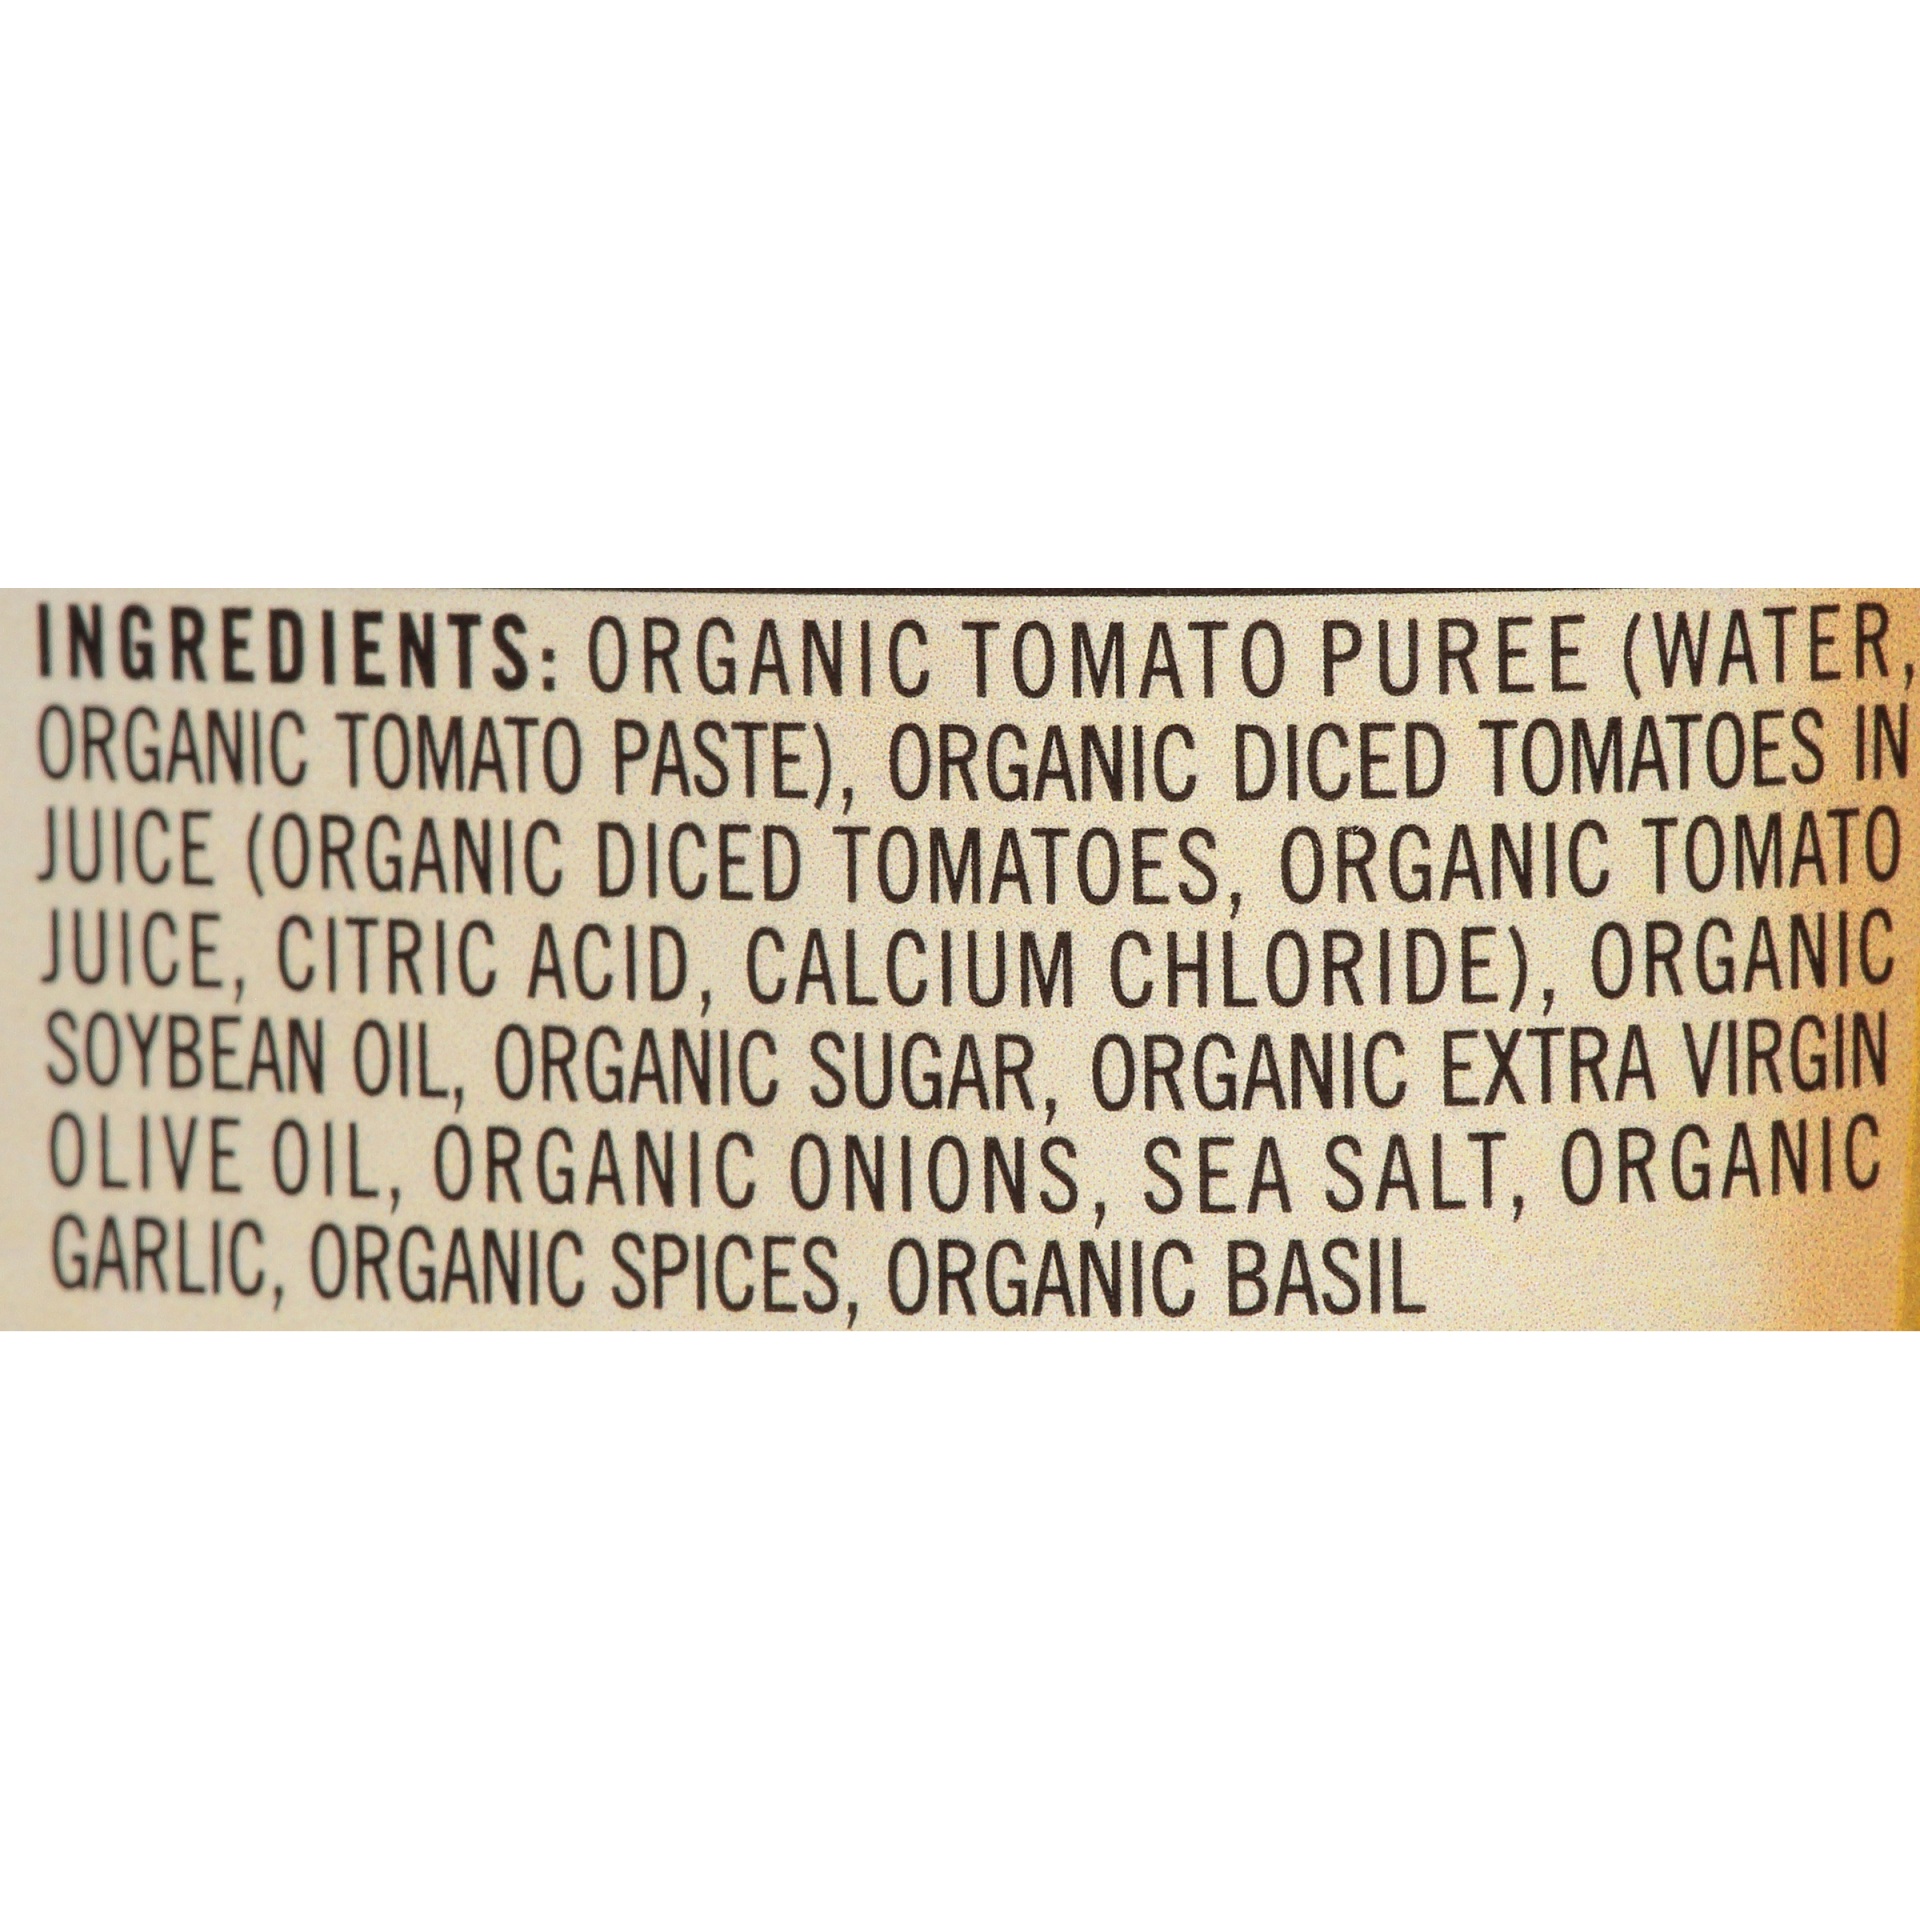 INGREDIENTS: ORGANIC TOMATO PUREE (WATER,
ORGANIC TOMATO PASTE), ORGANIC DICED TOMATOES IN
JUICE (ORGANIC DICED TOMATOES, ORGANIC TOMATO
JUICE, CITRIC ACID, CALCIUM CHLORIDE), ORGANIC
SOYBEAN OIL, ORGANIC SUGAR, ORGANIC EXTRA VIRGIN
OLIVE OIL, ORGANIC ONIONS, SEA SALT, ORGANIC
GARLIC, ORGANIC SPICES, ORGANIC BASIL